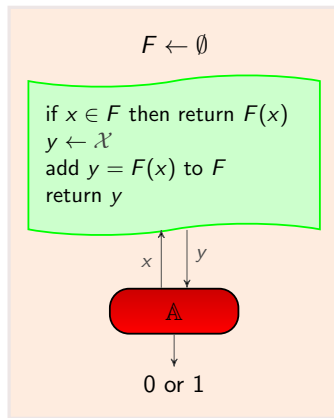 F ← ∅
if x ∈ F then return F(x)
y ← 𝒳
add y = F(x) to F
return y
x
y
𝔸
0 or 1